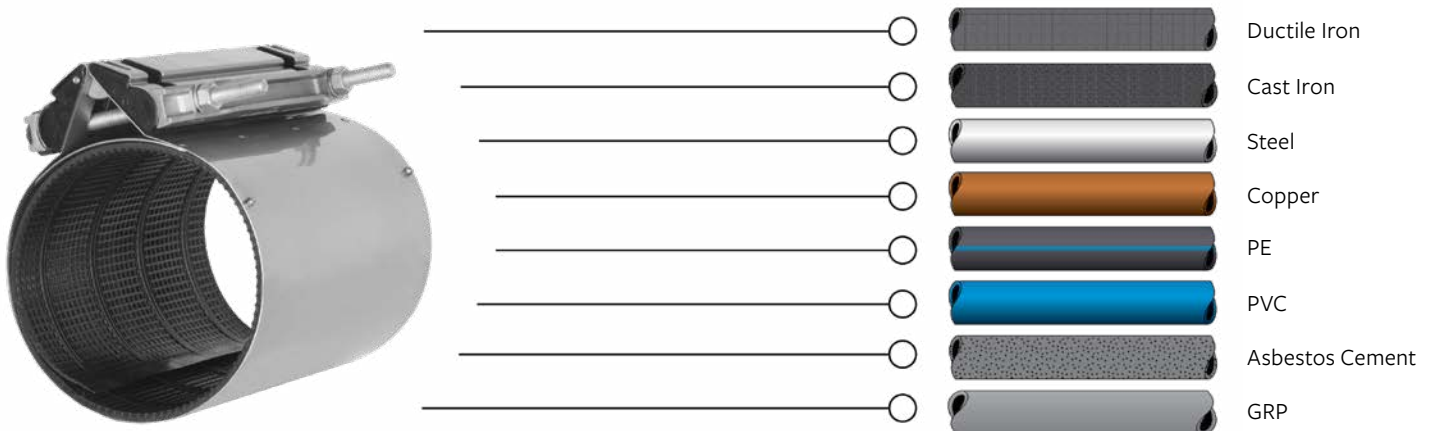 Ductile Iron
Cast Iron
Steel
Copper
PE
PVC
Asbestos Cement
GRP